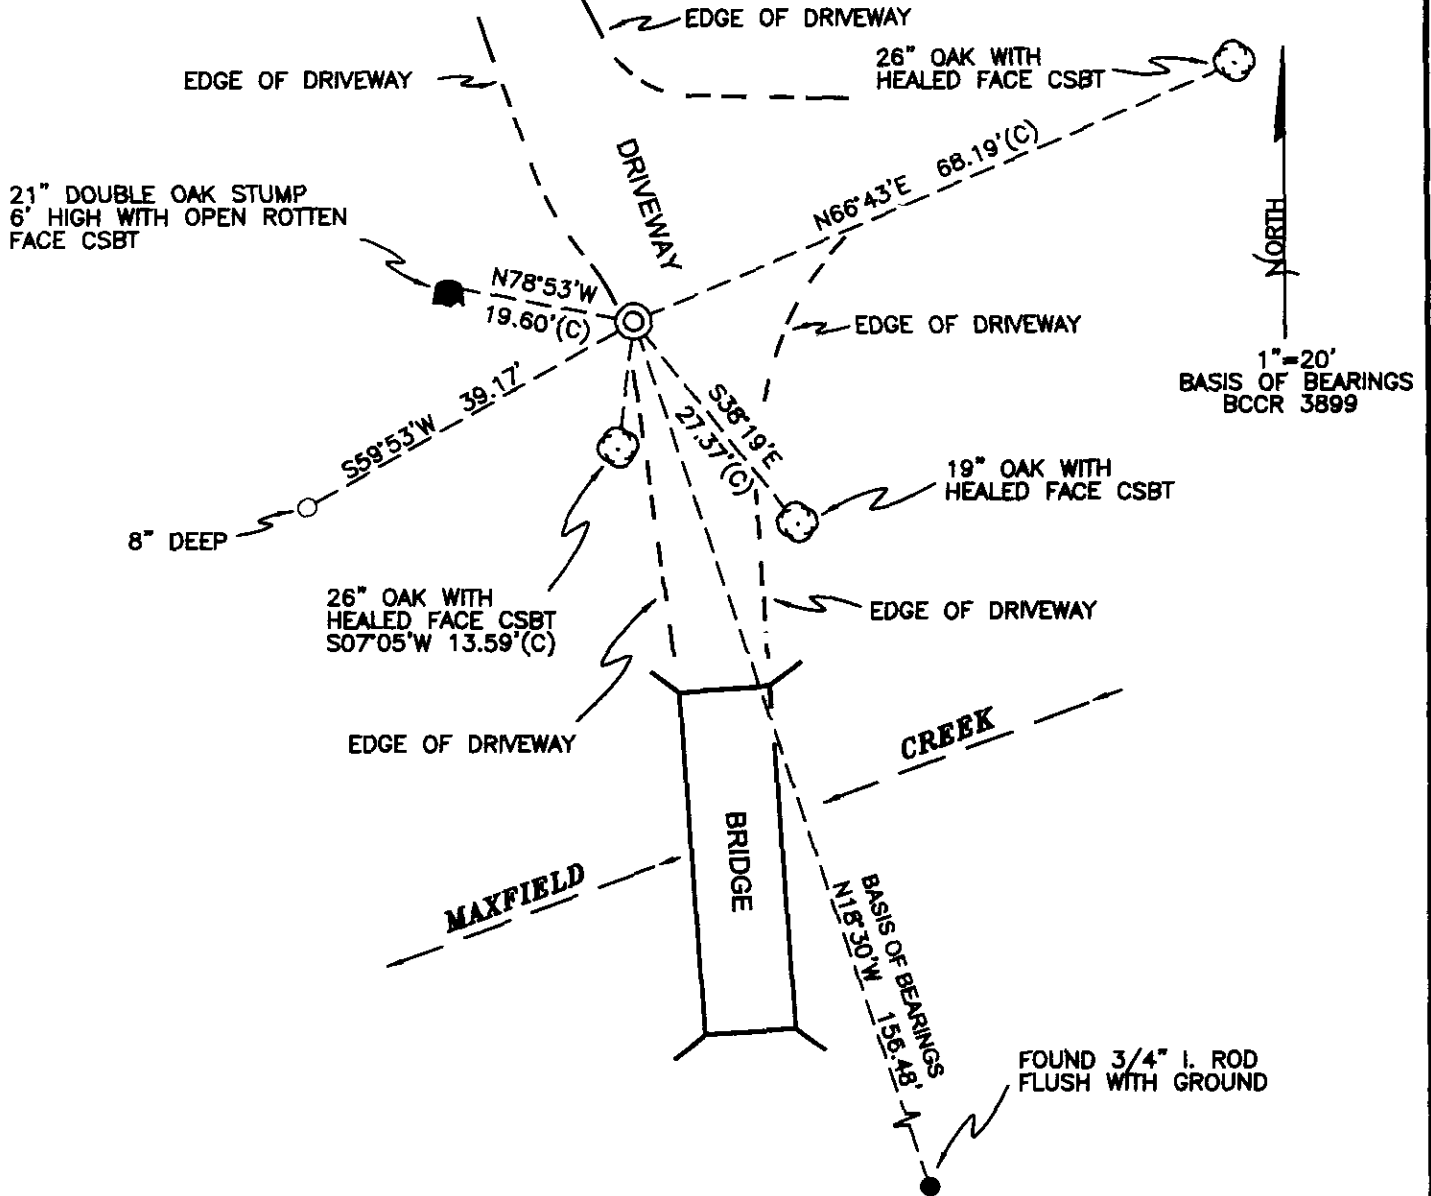 EDGE OF DRIVEWAY
26" OAK WITH
HEALED FACE CSBT
EDGE OF DRIVEWAY
DRIVEWAY
N66°43'E 68.19'(C)
21" DOUBLE OAK STUMP
6' HIGH WITH OPEN ROTTEN
FACE CSBT
NORTH
N78°53'W
19.60'(C)
EDGE OF DRIVEWAY
1"=20'
BASIS OF BEARINGS
BCCR 3899
S59°53'W 39.17'
S38°19'E
27.37'(C)
19" OAK WITH
HEALED FACE CSBT
8" DEEP
26" OAK WITH
HEALED FACE CSBT
S07°05'W 13.59'(C)
EDGE OF DRIVEWAY
EDGE OF DRIVEWAY
CREEK
BRIDGE
MAXFIELD
BASIS OF BEARINGS
N18°30'W 156.48'
FOUND 3/4" I. ROD
FLUSH WITH GROUND